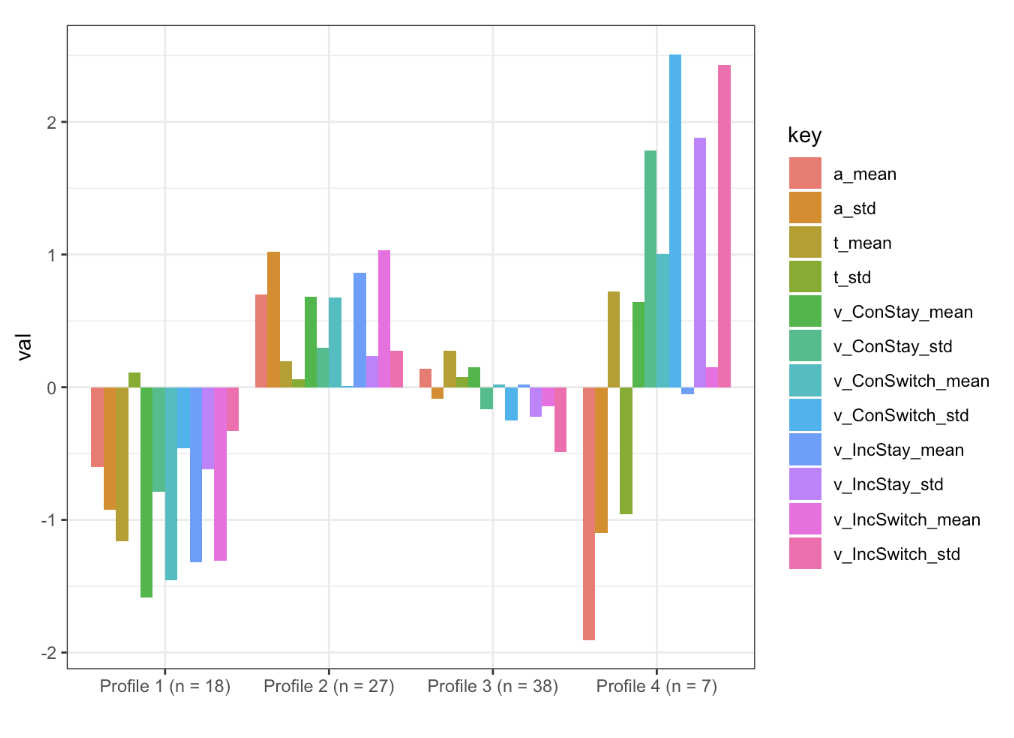 val
2
1
0
-1
-2
Profile 1 (n = 18)
Profile 2 (n = 27)
Profile 3 (n = 38)
Profile 4 (n = 7)
key
a_mean
a_std
t_mean
t_std
v_ConStay_mean
v_ConStay_std
v_ConSwitch_mean
v_ConSwitch_std
v_IncStay_mean
v_IncStay_std
v_IncSwitch_mean
v_IncSwitch_std